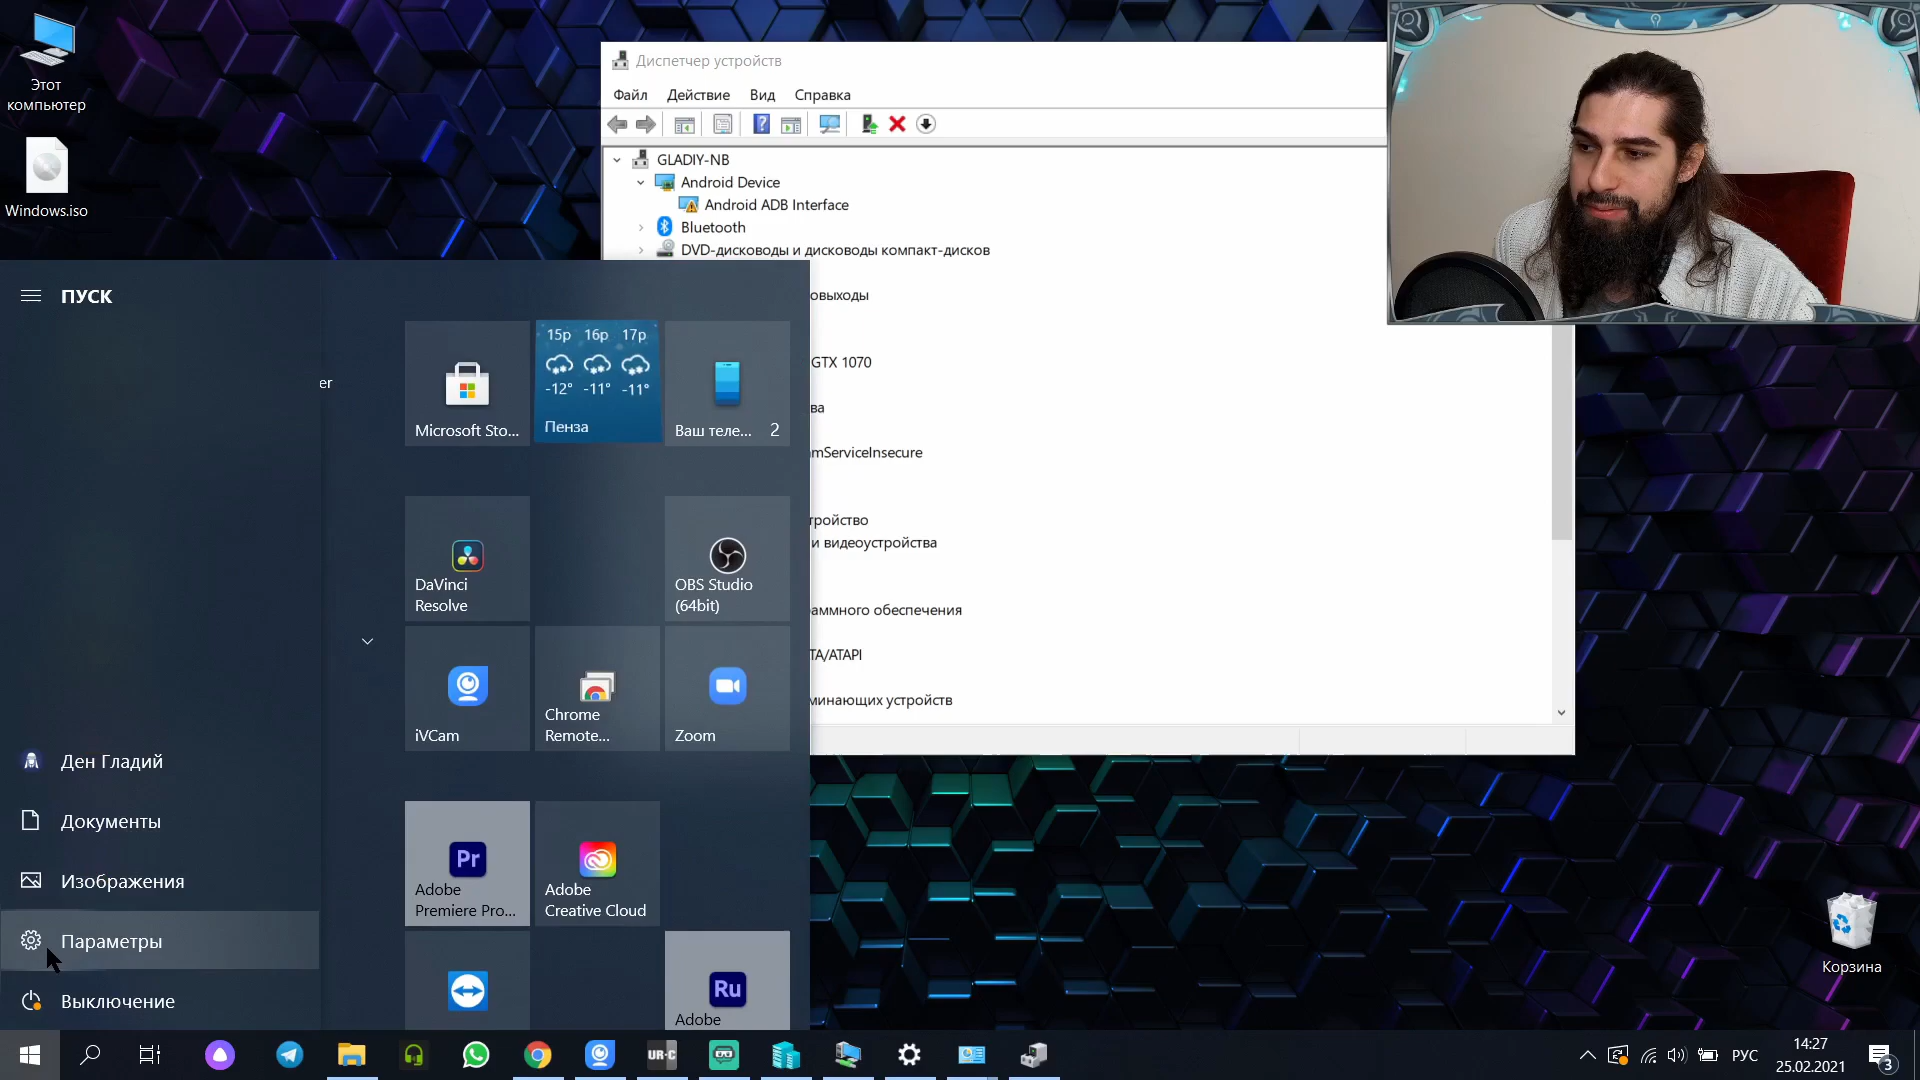 Этот
компьютер
Windows.iso
Диспетчер устройств
Файл Действие Вид Справка
GLADIY-NB
Android Device
Android ADB Interface
Bluetooth
DVD-дисководы и дисководы компакт-дисков
овыходы
GTX 1070
ва
mServiceInsecure
тройство
и видеоустройства
аммного обеспечения
TA/ATAPI
минающих устройств
ПУСК
er
Microsoft Sto...
15р 16р 17р
-12° -11° -11°
Пенза
Ваш теле... 2
DaVinci
Resolve
OBS Studio
(64bit)
iVCam
Chrome
Remote...
Zoom
Ден Гладий
Документы
Изображения
Параметры
Выключение
Pr
Adobe
Premiere Pro...
Adobe
Creative Cloud
Ru
Adobe
Корзина
UR-C
РУС
14:27
25.02.2021
3